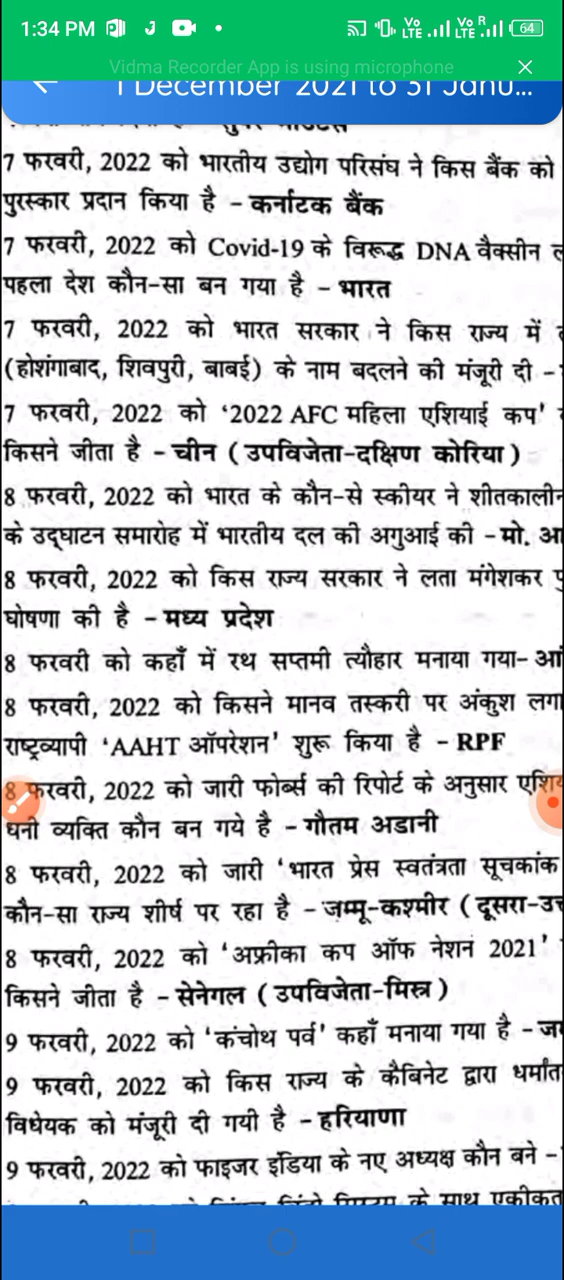 1:34 PM
Vo LTE Vo R LTE 64
Vidma Recorder App is using microphone
1 December 2021 to 31 Janu...
7 फरवरी, 2022 को भारतीय उद्योग परिसंघ ने किस बैंक को
पुरस्कार प्रदान किया है – कर्नाटक बैंक
7 फरवरी, 2022 को Covid-19 के विरूद्ध DNA वैक्सीन
पहला देश कौन-सा बन गया है – भारत
7 फरवरी, 2022 को भारत सरकार ने किस राज्य में
(होशंगाबाद, शिवपुरी, बाबई) के नाम बदलने की मंजूरी दी –
7 फरवरी, 2022 को ‘2022 AFC महिला एशियाई कप’
किसने जीता है – चीन (उपविजेता-दक्षिण कोरिया)
8 फरवरी, 2022 को भारत के कौन-से स्कीयर ने शीतकालीन
के उद्घाटन समारोह में भारतीय दल की अगुआई की – मो.
8 फरवरी, 2022 को किस राज्य सरकार ने लता मंगेशकर
घोषणा की है – मध्य प्रदेश
8 फरवरी को कहाँ में रथ सप्तमी त्यौहार मनाया गया–
8 फरवरी, 2022 को किसने मानव तस्करी पर अंकुश लगा
राष्ट्रव्यापी ‘AAHT ऑपरेशन’ शुरू किया है – RPF
8 फरवरी, 2022 को जारी फोर्ब्स की रिपोर्ट के अनुसार
धनी व्यक्ति कौन बन गये है – गौतम अडानी
8 फरवरी, 2022 को जारी ‘भारत प्रेस स्वतंत्रता सूचकांक
कौन-सा राज्य शीर्ष पर रहा है – जम्मू-कश्मीर (दूसरा-
8 फरवरी, 2022 को ‘अफ्रीका कप ऑफ नेशन 2021’
किसने जीता है – सेनेगल (उपविजेता-मिस्त्र)
9 फरवरी, 2022 को ‘कंचोथ पर्व’ कहाँ मनाया गया है –
9 फरवरी, 2022 को किस राज्य के कैबिनेट द्वारा
विधेयक को मंजूरी दी गयी है – हरियाणा
9 फरवरी, 2022 को फाइजर इंडिया के नए अध्यक्ष कौन बने –
के साथ